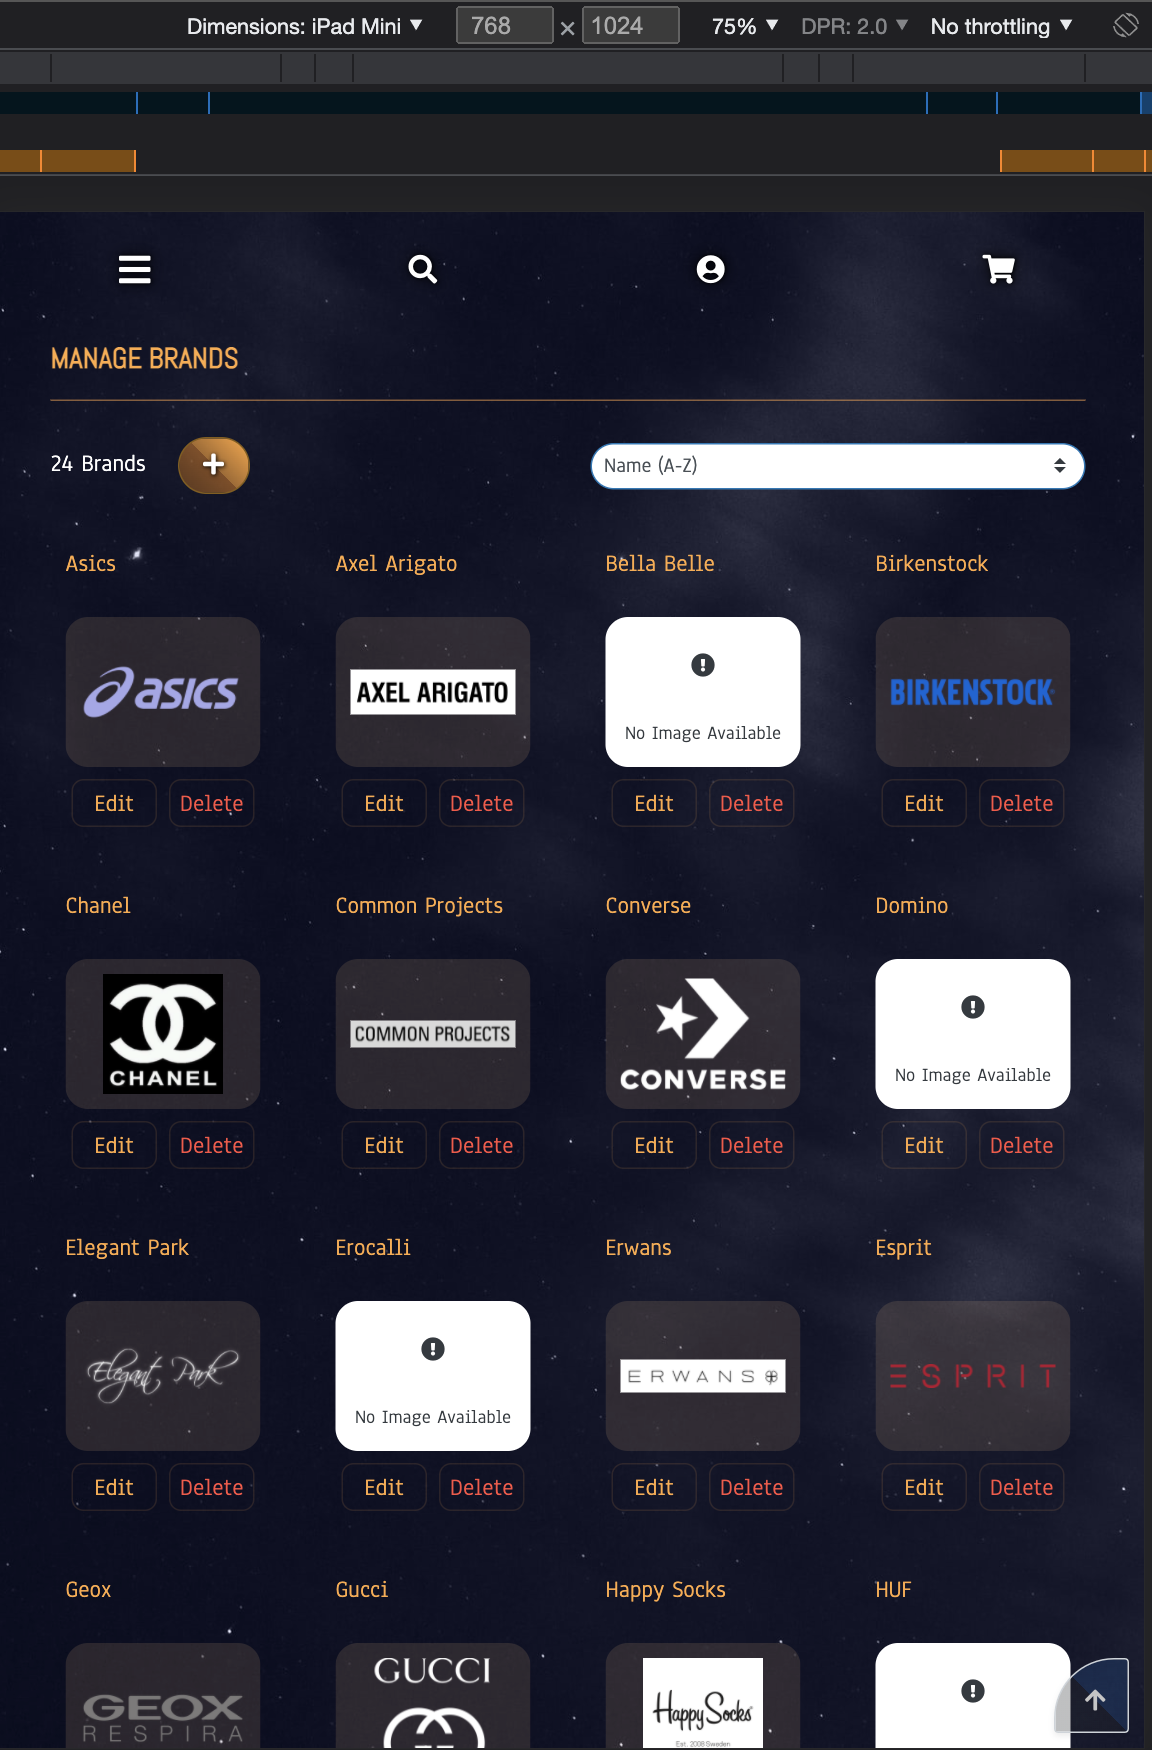 Dimensions: iPad Mini ▼ 768 × 1024 75% ▼ DPR: 2.0 ▼ No throttling ▼
MANAGE BRANDS
24 Brands + Name (A-Z)
Asics Axel Arigato Bella Belle Birkenstock
asics AXEL ARIGATO No Image Available BIRKENSTOCK
Edit Delete Edit Delete Edit Delete Edit Delete
Chanel Common Projects Converse Domino
CHANEL COMMON PROJECTS CONVERSE No Image Available
Edit Delete Edit Delete Edit Delete Edit Delete
Elegant Park Erocalli Erwans Esprit
Elegant Park No Image Available ERWANS ESPRIT
Edit Delete Edit Delete Edit Delete Edit Delete
Geox Gucci Happy Socks HUF
GEOX RESPIRA GUCCI Happy Socks Est. 2008 Sweden